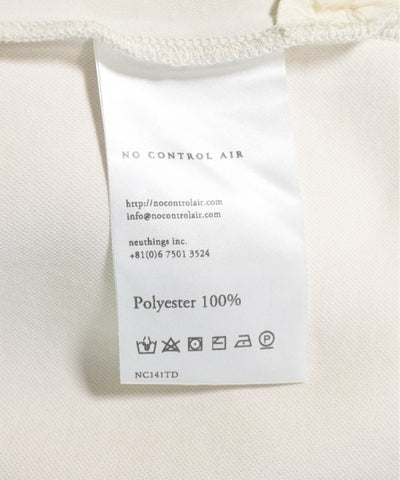 NO CONTROL AIR
http://nocontrolair.com
info@nocontrolair.com
neuthings inc.
+81(0)6 7501 3524
Polyester 100%
P
NC141TD